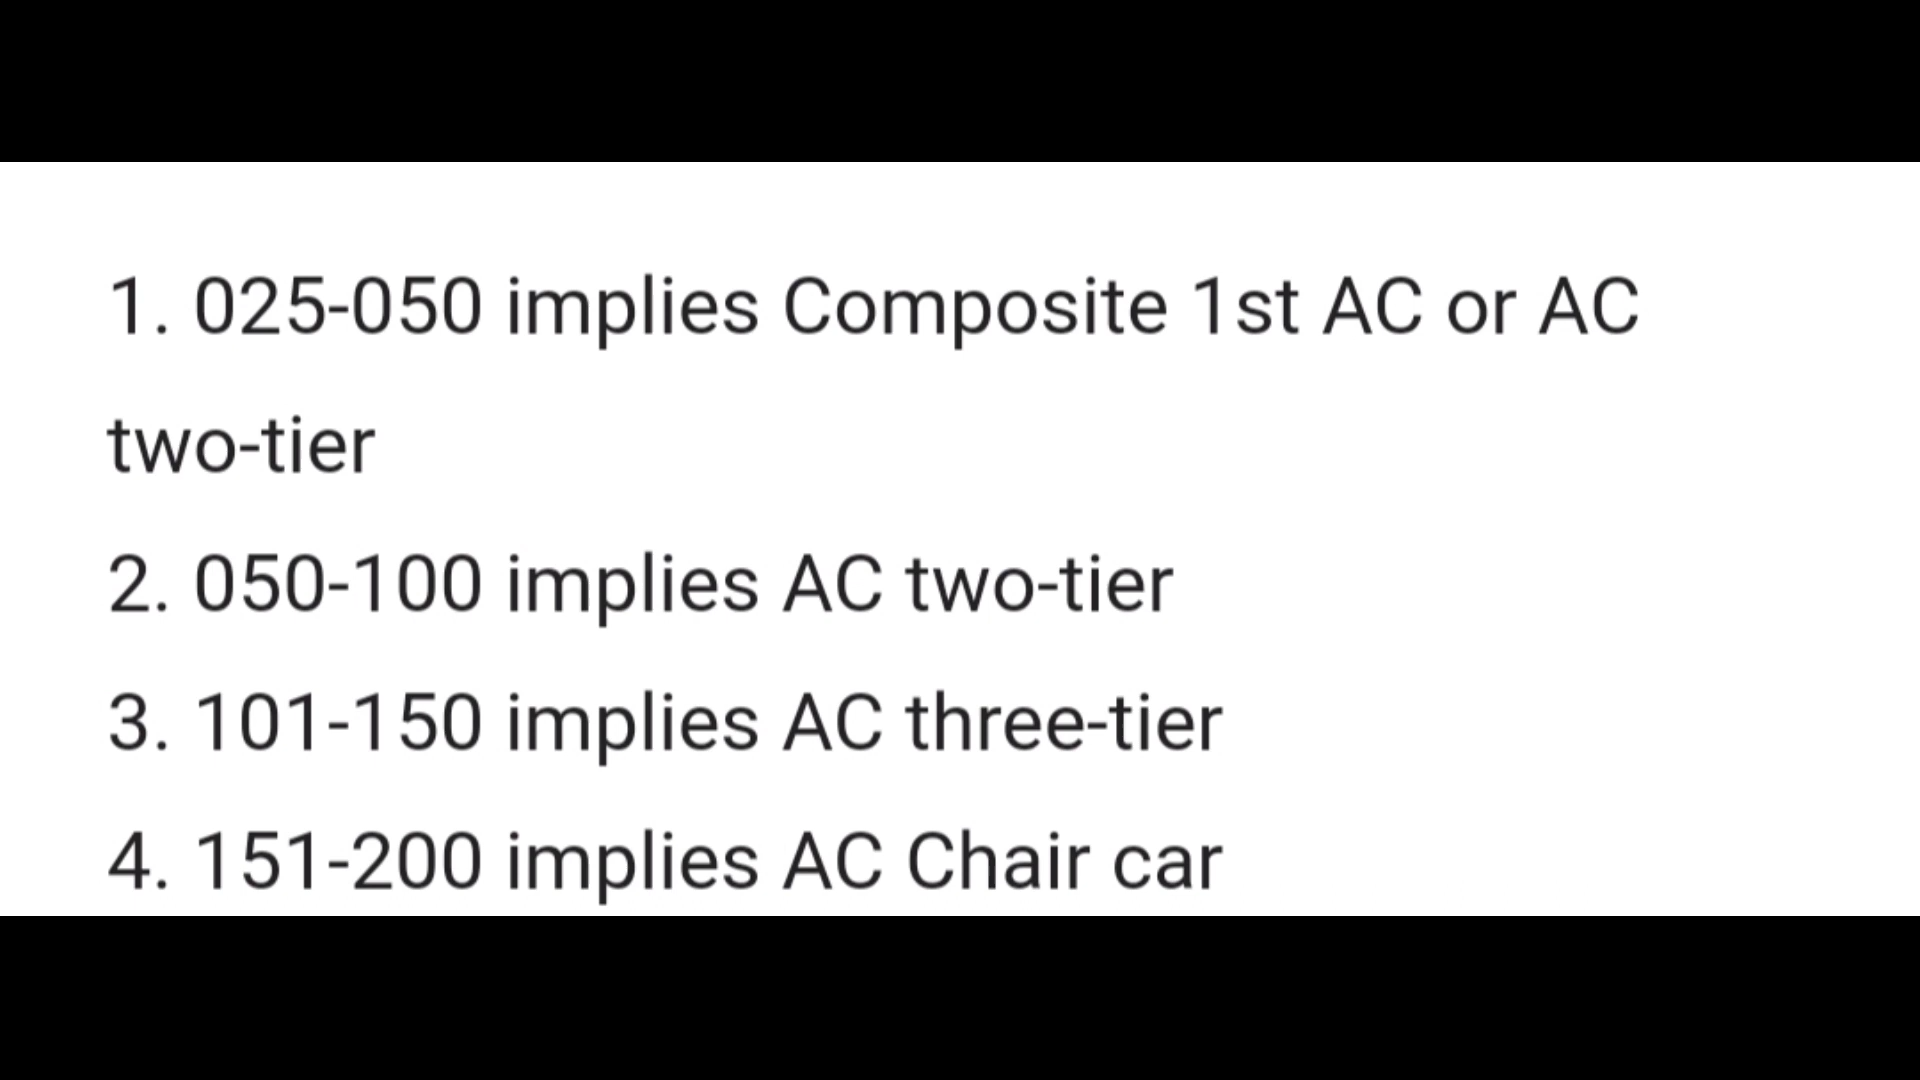 1. 025-050 implies Composite 1st AC or AC
two-tier
2. 050-100 implies AC two-tier
3. 101-150 implies AC three-tier
4. 151-200 implies AC Chair car